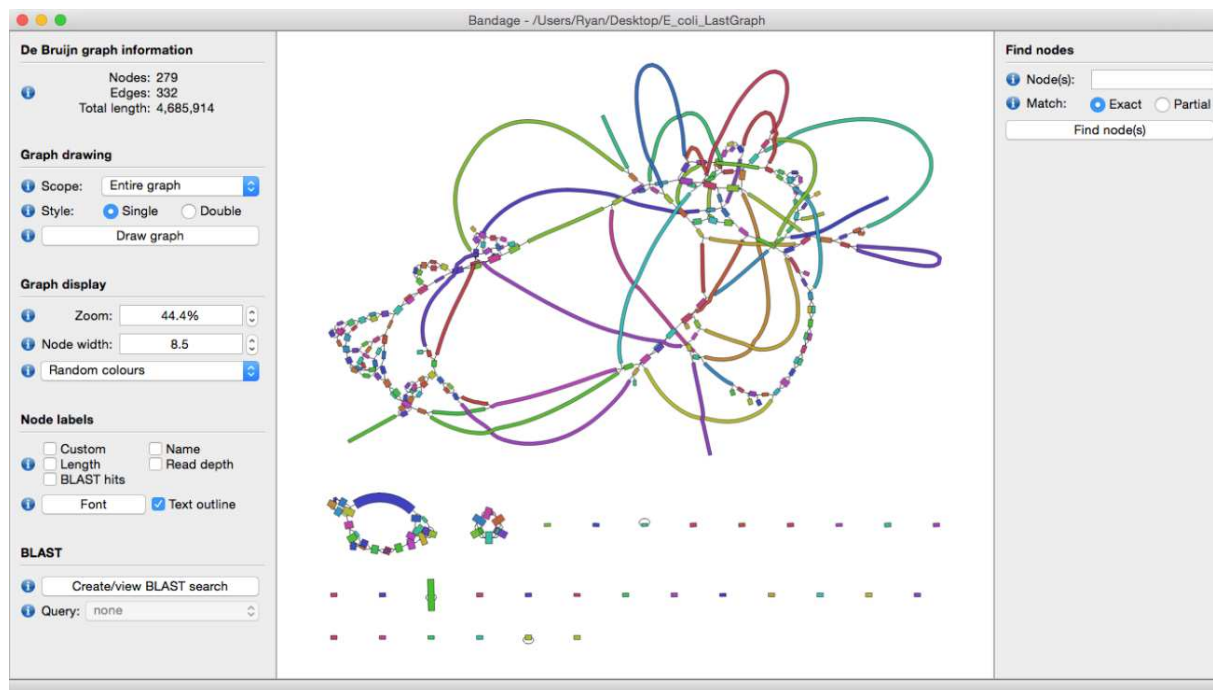 Bandage - /Users/Ryan/Desktop/E_coli_LastGraph
De Bruijn graph information
Nodes: 279
Edges: 332
Total length: 4,685,914
Graph drawing
Scope: Entire graph
Style: Single Double
Draw graph
Graph display
Zoom: 44.4%
Node width: 8.5
Random colours
Node labels
Custom Name
Length Read depth
BLAST hits
Font Text outline
BLAST
Create/view BLAST search
Query: none
Find nodes
Node(s):
Match: Exact Partial
Find node(s)